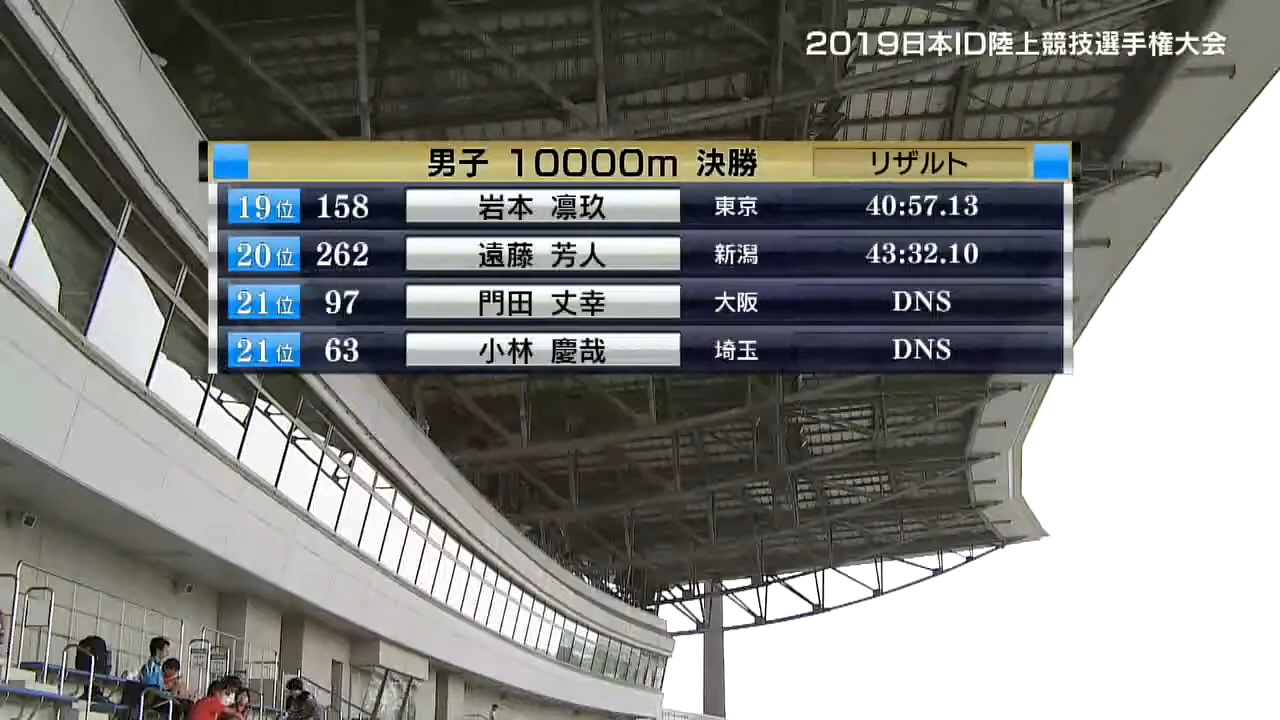 2019日本ID陸上競技選手権大会
男子 10000m 決勝 リザルト
19位 158 岩本 凛玖 東京 40:57.13
20位 262 遠藤 芳人 新潟 43:32.10
21位 97 門田 丈幸 大阪 DNS
21位 63 小林 慶哉 埼玉 DNS